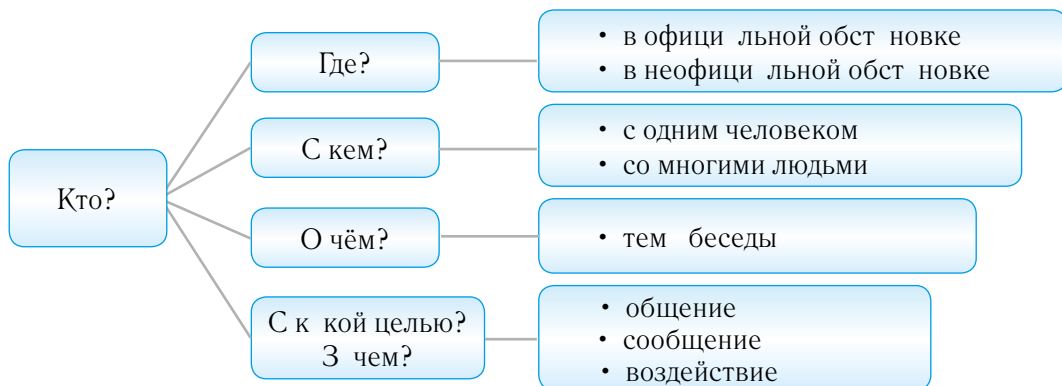 Кто?
Где?
• в офици льной обст новке
• в неофици льной обст новке
С кем?
• с одним человеком
• со многими людьми
О чём?
• тем беседы
С к кой целью?
З чем?
• общение
• сообщение
• воздействие